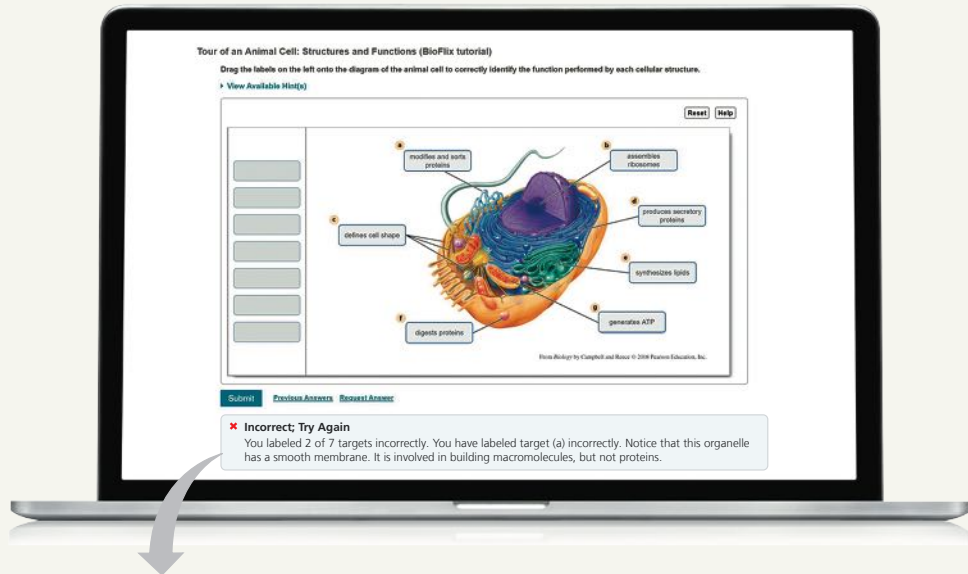 Tour of an Animal Cell: Structures and Functions (BioFlix tutorial)
Drag the labels on the left onto the diagram of the animal cell to correctly identify the function performed by each cellular structure.
View Available Hint(s)
Reset Help
a
modifies and sorts
proteins
b
assembles
ribosomes
c
defines cell shape
d
produces secretory
proteins
e
synthesizes lipids
f
digests proteins
g
generates ATP
From Biology by Campbell and Reece © 2008 Pearson Education, Inc.
Submit Previous Answers Request Answer
✖ Incorrect; Try Again
You labeled 2 of 7 targets incorrectly. You have labeled target (a) incorrectly. Notice that this organelle
has a smooth membrane. It is involved in building macromolecules, but not proteins.